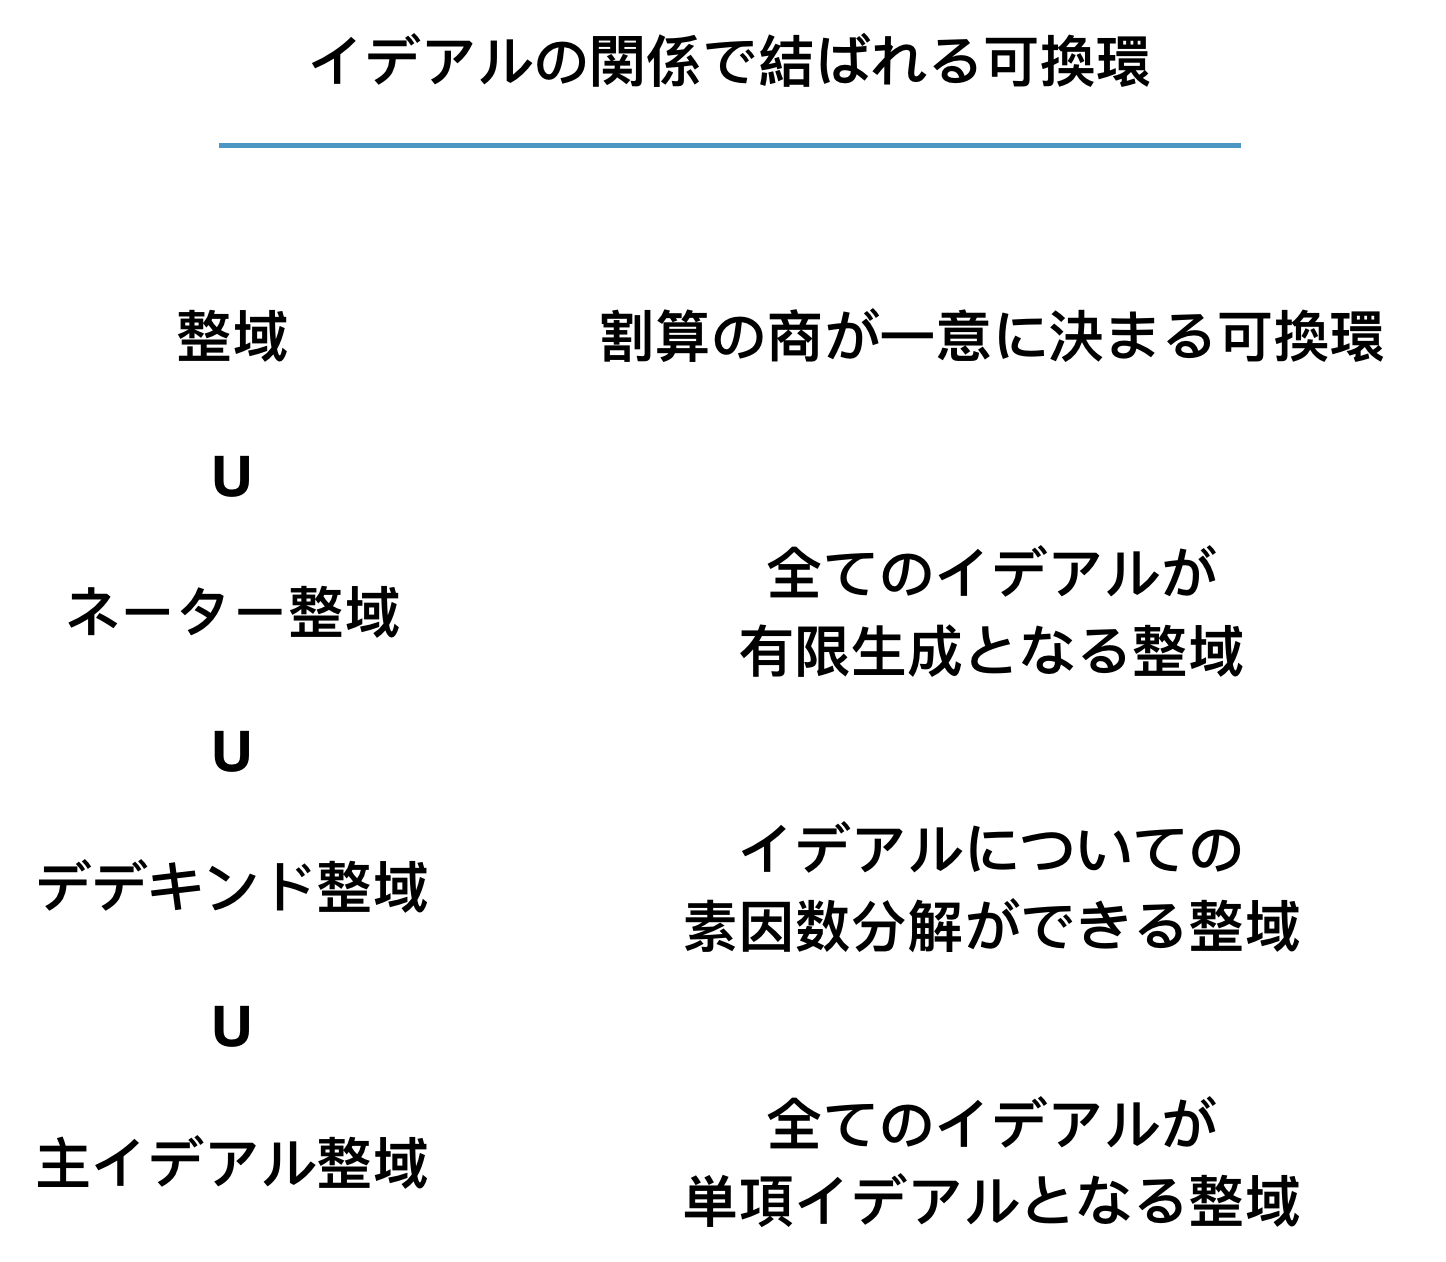 イデアルの関係で結ばれる可換環
整域
割算の商が一意に決まる可換環
U
ネーター整域
全てのイデアルが
有限生成となる整域
U
デデキンド整域
イデアルについての
素因数分解ができる整域
U
主イデアル整域
全てのイデアルが
単項イデアルとなる整域